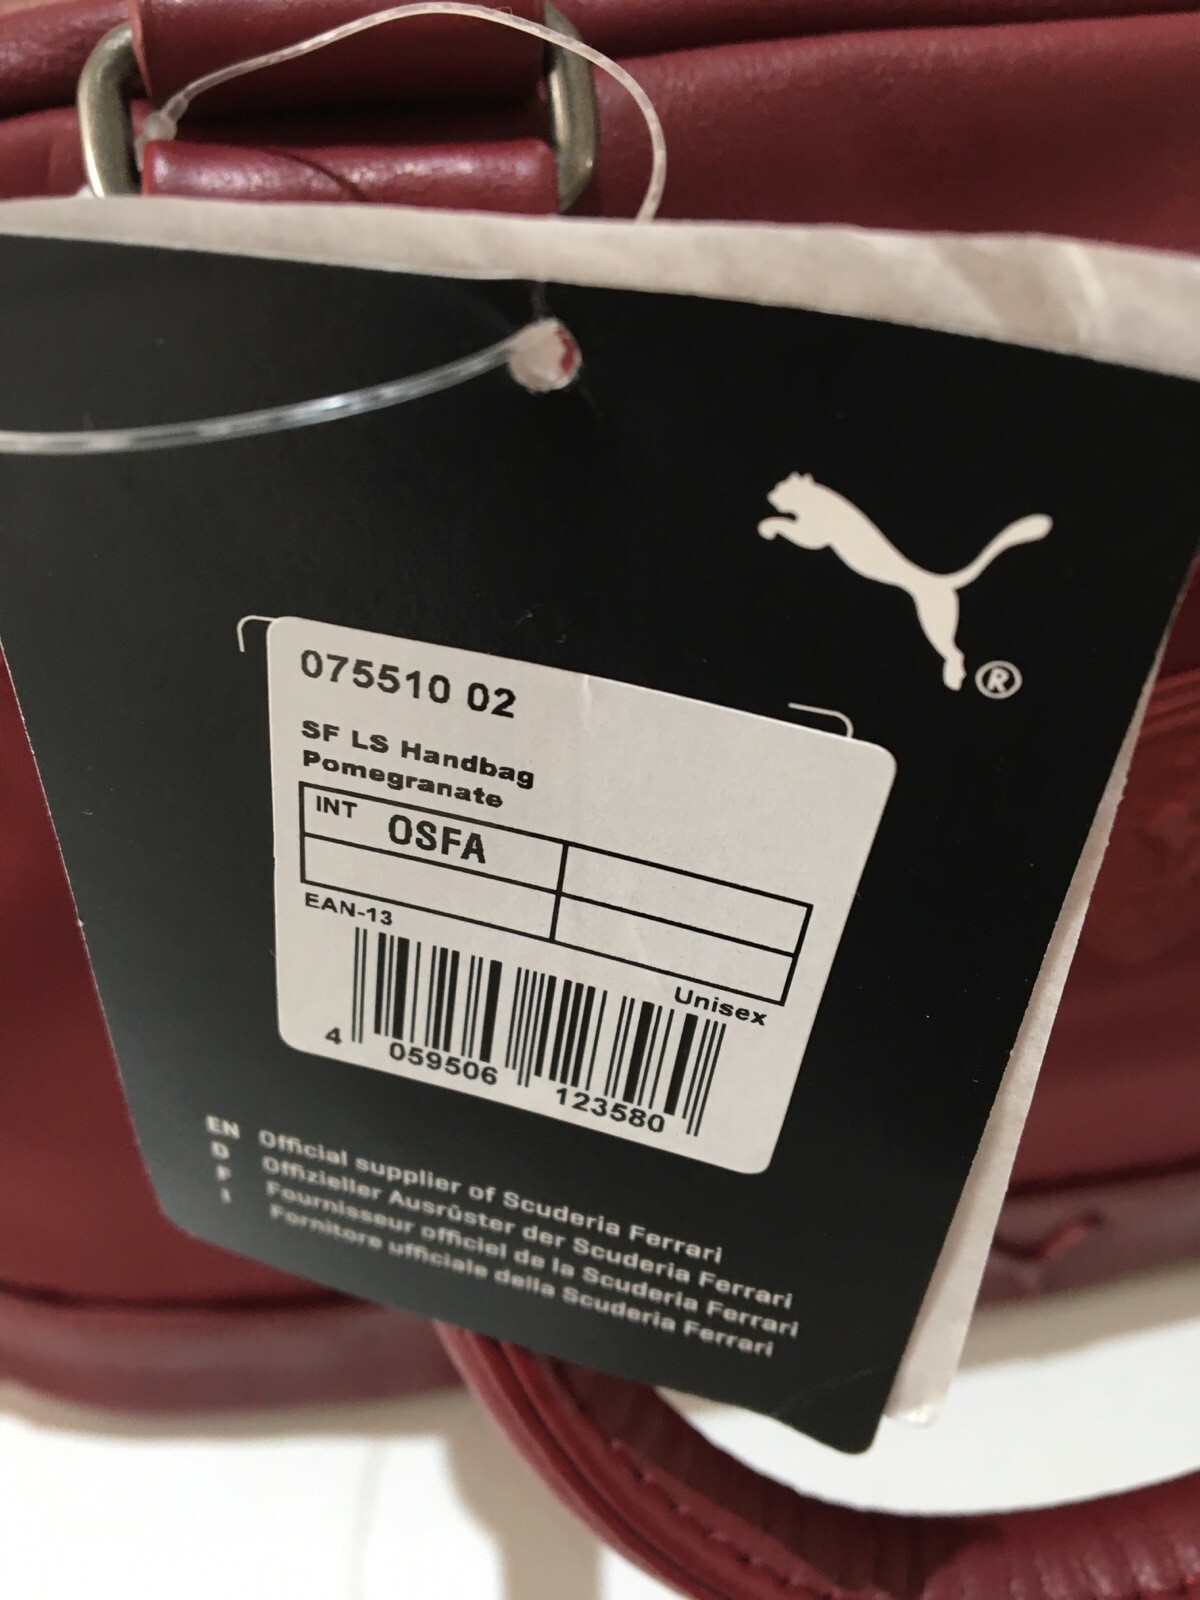 ®
075510 02
SF LS Handbag
Pomegranate
INT OSFA
EAN-13
Unisex
4 059506 123580
EN Official supplier of Scuderia Ferrari
D Offizieller Ausrüster der Scuderia Ferrari
F Fournisseur officiel de la Scuderia Ferrari
I Fornitore ufficiale della Scuderia Ferrari